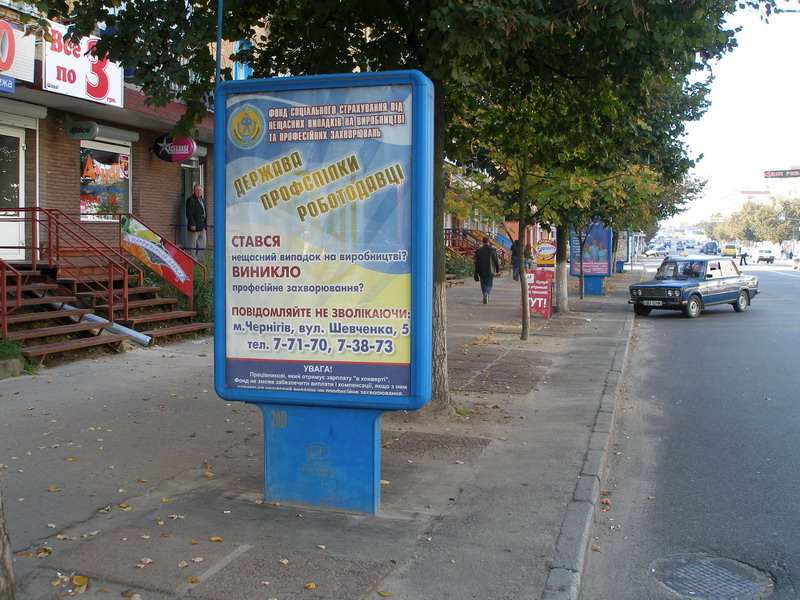 Все
по 3
грн.
ФОНД СОЦІАЛЬНОГО СТРАХУВАННЯ ВІД
НЕЩАСНИХ ВИПАДКІВ НА ВИРОБНИЦТВІ
ТА ПРОФЕСІЙНИХ ЗАХВОРЮВАНЬ
ДЕРЖАВА
ПРОФСПІЛКИ
РОБОТОДАВЦІ
СТАВСЯ
нещасний випадок на виробництві?
ВИНИКЛО
професійне захворювання?
ПОВІДОМЛЯЙТЕ НЕ ЗВОЛІКАЮЧИ:
м.Чернігів, вул. Шевченка, 5
тел. 7-71-70, 7-38-73
УВАГА!
Працівникові, який отримує зарплату "в конверті",
Фонд не зможе забезпечити виплати і компенсації, якщо з ним